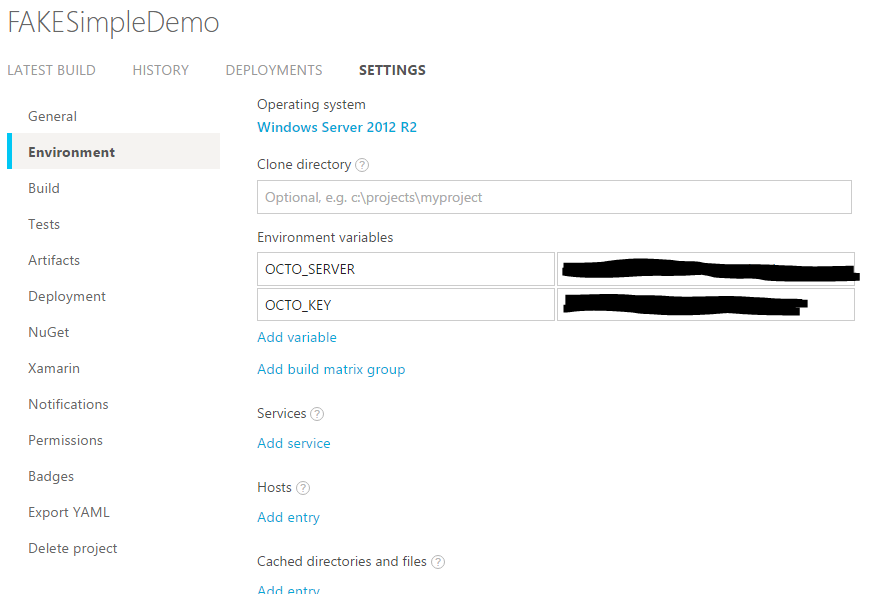 FAKESimpleDemo
LATEST BUILD HISTORY DEPLOYMENTS SETTINGS
General
Environment
Build
Tests
Artifacts
Deployment
NuGet
Xamarin
Notifications
Permissions
Badges
Export YAML
Delete project
Operating system
Windows Server 2012 R2
Clone directory ?
Optional, e.g. c:\projects\myproject
Environment variables
OCTO_SERVER
OCTO_KEY
Add variable
Add build matrix group
Services ?
Add service
Hosts ?
Add entry
Cached directories and files ?
Add entry